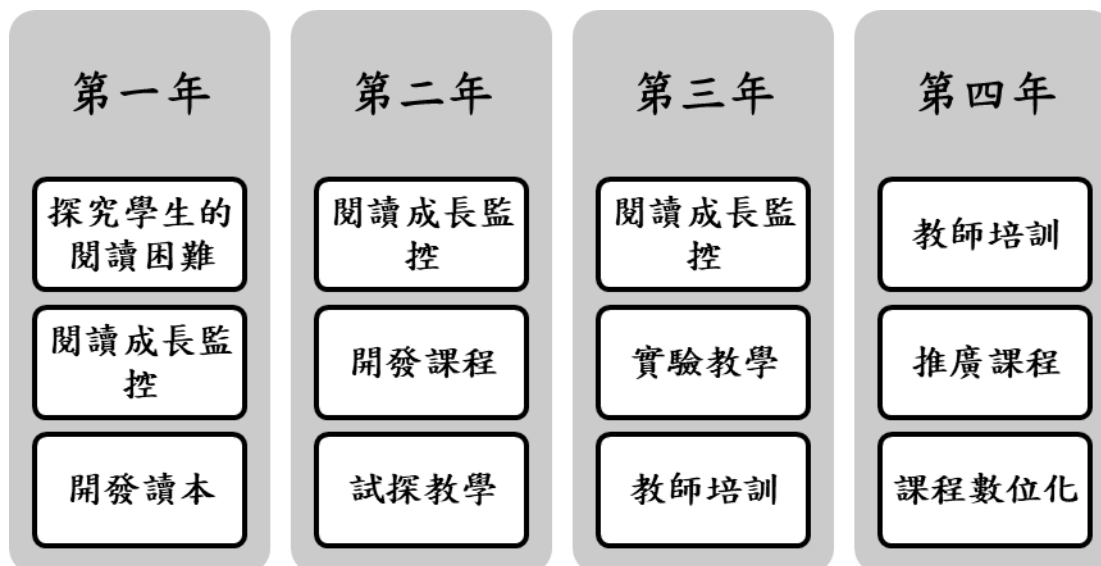 第一年
探究學生的
閱讀困難
閱讀成長監
控
開發讀本
第二年
閱讀成長監
控
開發課程
試探教學
第三年
閱讀成長監
控
實驗教學
教師培訓
第四年
教師培訓
推廣課程
課程數位化